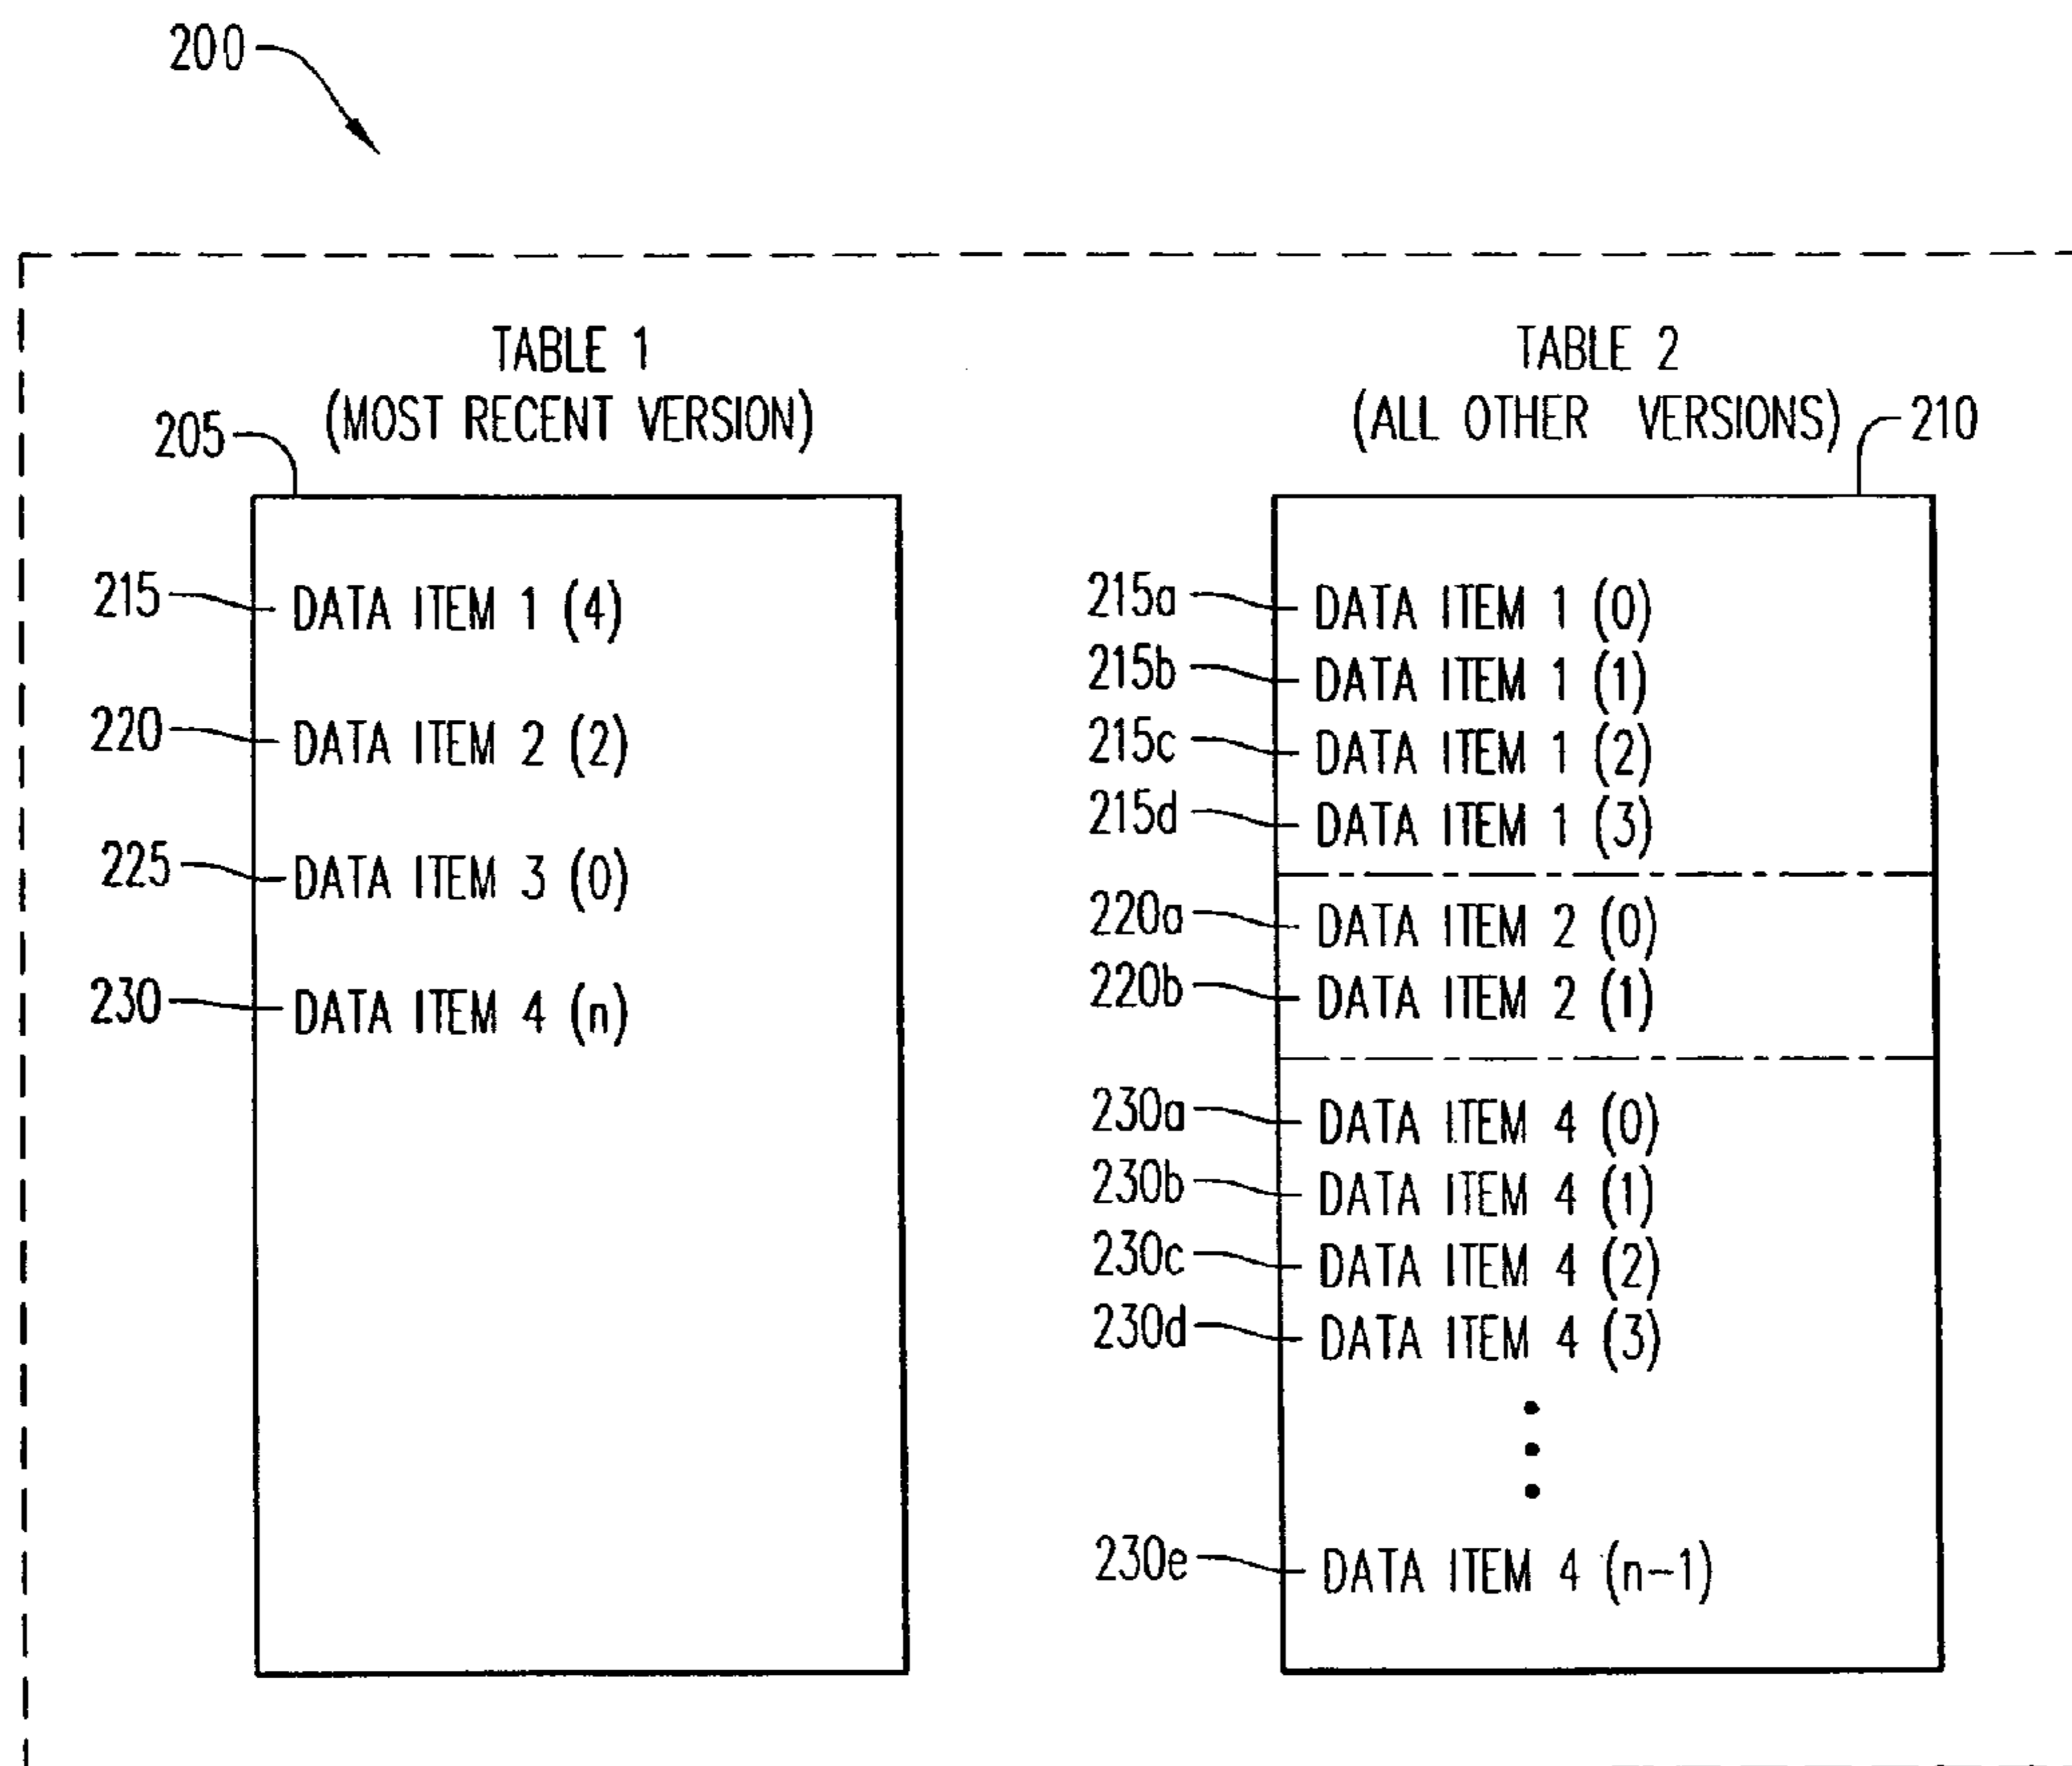 200
TABLE 1
(MOST RECENT VERSION)
205
215 DATA ITEM 1 (4)
220 DATA ITEM 2 (2)
225 DATA ITEM 3 (0)
230 DATA ITEM 4 (n)
TABLE 2
(ALL OTHER VERSIONS)
210
215a DATA ITEM 1 (0)
215b DATA ITEM 1 (1)
215c DATA ITEM 1 (2)
215d DATA ITEM 1 (3)
220a DATA ITEM 2 (0)
220b DATA ITEM 2 (1)
230a DATA ITEM 4 (0)
230b DATA ITEM 4 (1)
230c DATA ITEM 4 (2)
230d DATA ITEM 4 (3)
230e DATA ITEM 4 (n-1)